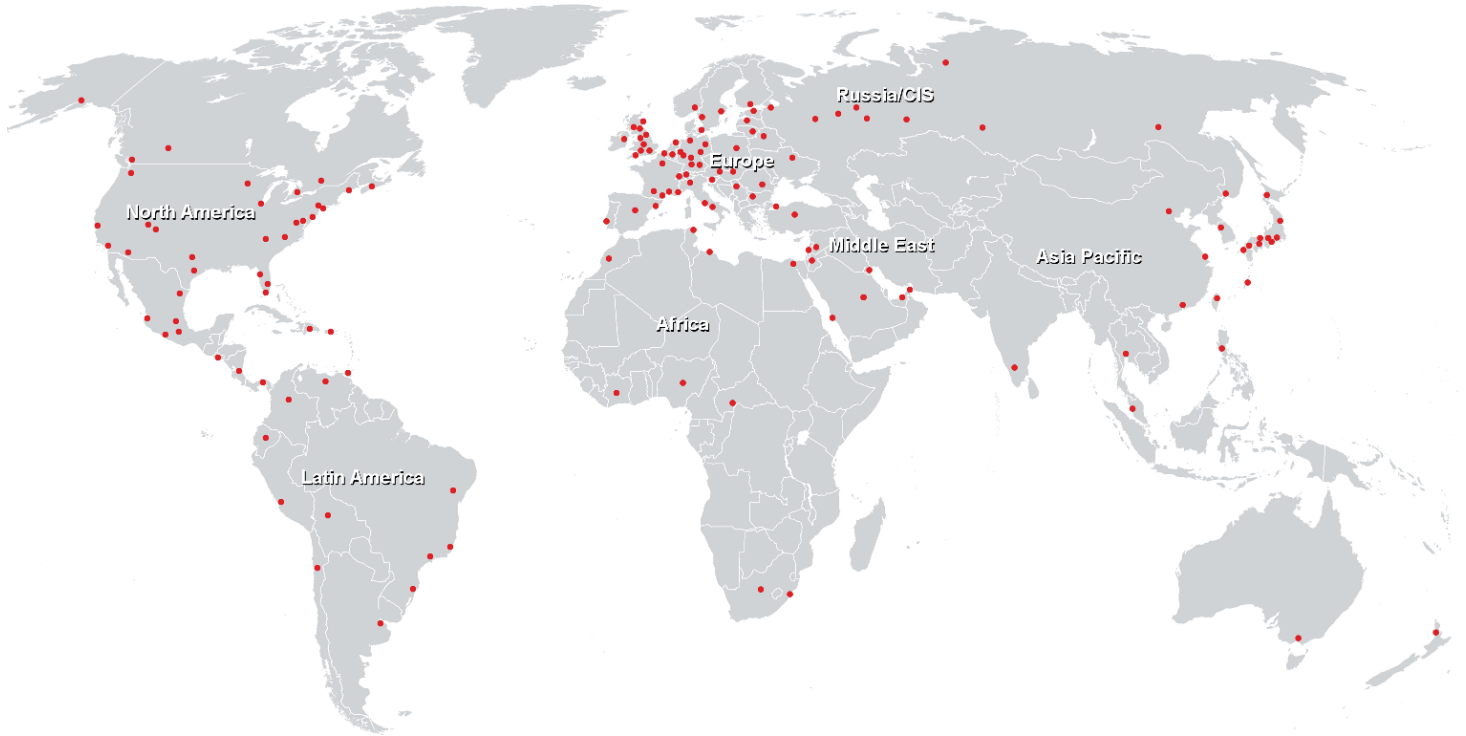 Russia/CIS
Europe
North America
Middle East
Asia Pacific
Africa
Latin America